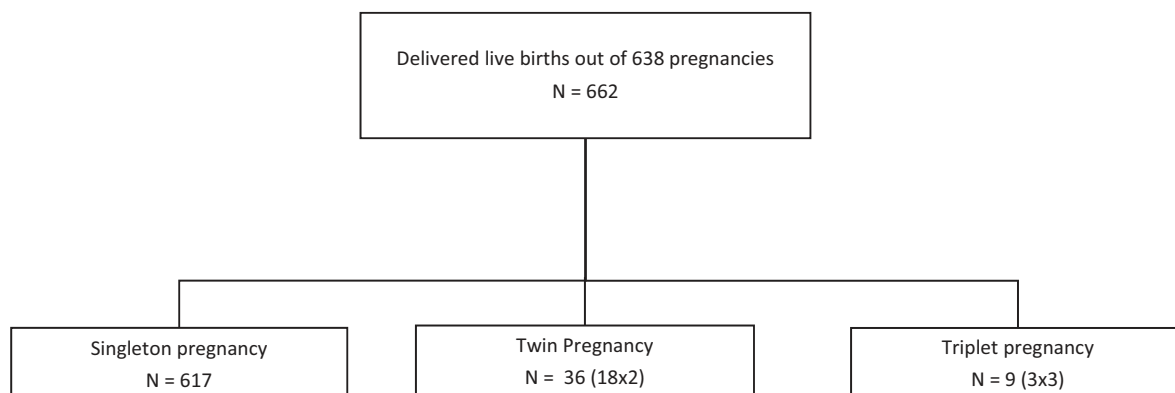 Delivered live births out of 638 pregnancies
N = 662
Singleton pregnancy
N = 617
Twin Pregnancy
N = 36 (18x2)
Triplet pregnancy
N = 9 (3x3)